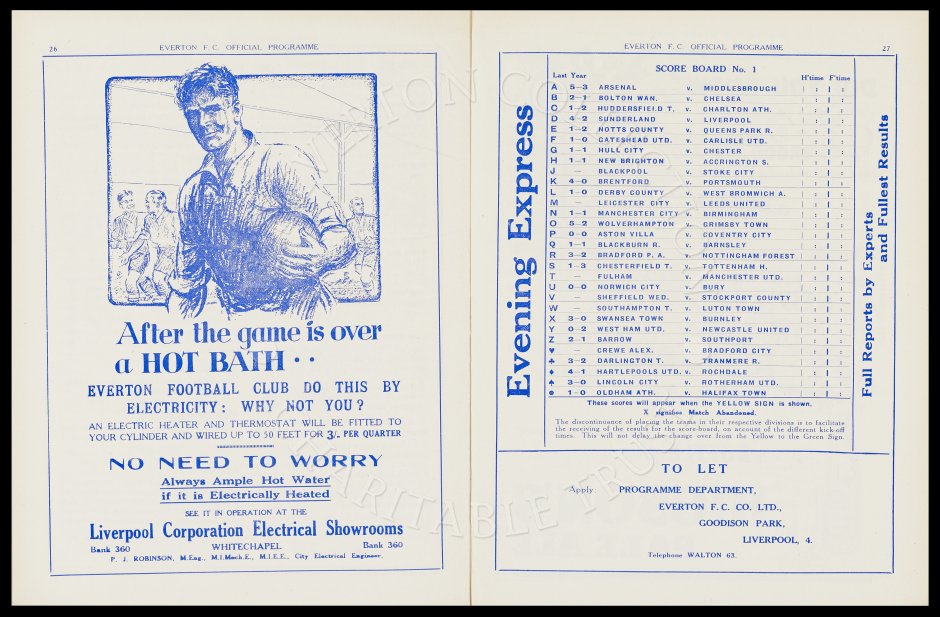 26
EVERTON F. C. OFFICIAL PROGRAMME
After the game is over
a HOT BATH . .
EVERTON FOOTBALL CLUB DO THIS BY
ELECTRICITY: WHY NOT YOU?
AN ELECTRIC HEATER AND THERMOSTAT WILL BE FITTED TO
YOUR CYLINDER AND WIRED UP TO 50 FEET FOR 3/. PER QUARTER
NO NEED TO WORRY
Always Ample Hot Water
if it is Electrically Heated
SEE IT IN OPERATION AT THE
Liverpool Corporation Electrical Showrooms
Bank 360 WHITECHAPEL Bank 360
P. J. ROBINSON, M.Eng., M.I.Mech.E., M.I.E.E., City Electrical Engineer.
EVERTON F. C. OFFICIAL PROGRAMME
27
Evening Express
SCORE BOARD No. 1
Last Year H'time F'time
A 5-3 ARSENAL v. MIDDLESBROUGH
B 2-1 BOLTON WAN. v. CHELSEA
C 1-2 HUDDERSFIELD T. v. CHARLTON ATH.
D 4-2 SUNDERLAND v. LIVERPOOL
E 1-2 NOTTS COUNTY v. QUEENS PARK R.
F 1-0 GATESHEAD UTD. v. CARLISLE UTD.
G 1-1 HULL CITY v. CHESTER
H 1-1 NEW BRIGHTON v. ACCRINGTON S.
J — BLACKPOOL v. STOKE CITY
K 4-0 BRENTFORD v. PORTSMOUTH
L 1-0 DERBY COUNTY v. WEST BROMWICH A.
M — LEICESTER CITY v. LEEDS UNITED
N 1-1 MANCHESTER CITY v. BIRMINGHAM
O 5-2 WOLVERHAMPTON v. GRIMSBY TOWN
P 0-0 ASTON VILLA v. COVENTRY CITY
Q 1-1 BLACKBURN R. v. BARNSLEY
R 3-2 BRADFORD P. A. v. NOTTINGHAM FOREST
S 1-3 CHESTERFIELD T. v. TOTTENHAM H.
T — FULHAM v. MANCHESTER UTD.
U 0-0 NORWICH CITY v. BURY
V — SHEFFIELD WED. v. STOCKPORT COUNTY
W SOUTHAMPTON T. v. LUTON TOWN
X 3-0 SWANSEA TOWN v. BURNLEY
Y 0-2 WEST HAM UTD. v. NEWCASTLE UNITED
Z 2-1 BARROW v. SOUTHPORT
♥ — CREWE ALEX. v. BRADFORD CITY
♣ 3-2 DARLINGTON T. v. TRANMERE R.
♦ 4-1 HARTLEPOOLS UTD. v. ROCHDALE
♠ 3-0 LINCOLN CITY v. ROTHERHAM UTD.
● 1-0 OLDHAM ATH. v. HALIFAX TOWN
These scores will appear when the YELLOW SIGN is shown.
X signifies Match Abandoned.
The discontinuance of placing the teams in their respective divisions is to facilitate
the receiving of the results for the score-board, on account of the different kick-off
times. This will not delay the change over from the Yellow to the Green Sign.
Full Reports by Experts
and Fullest Results
TO LET
Apply: PROGRAMME DEPARTMENT,
EVERTON F. C. CO. LTD.,
GOODISON PARK,
LIVERPOOL, 4.
Telephone WALTON 63.